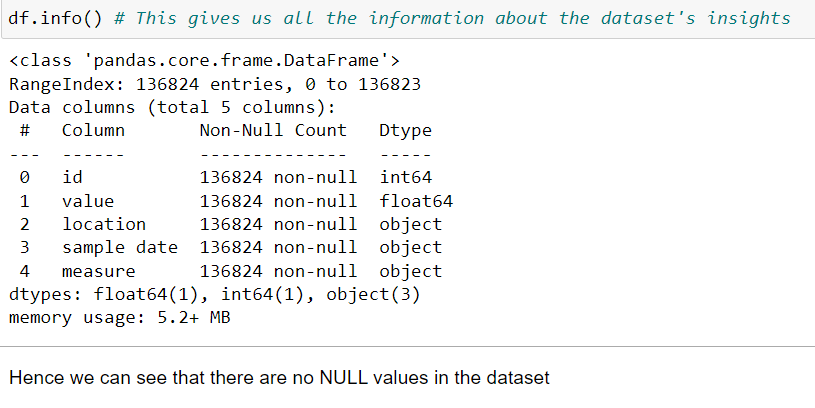 df.info() # This gives us all the information about the dataset's insights
<class 'pandas.core.frame.DataFrame'>
RangeIndex: 136824 entries, 0 to 136823
Data columns (total 5 columns):
 #   Column       Non-Null Count   Dtype
---  ------       --------------   -----
 0   id           136824 non-null  int64
 1   value        136824 non-null  float64
 2   location     136824 non-null  object
 3   sample date  136824 non-null  object
 4   measure      136824 non-null  object
dtypes: float64(1), int64(1), object(3)
memory usage: 5.2+ MB
Hence we can see that there are no NULL values in the dataset